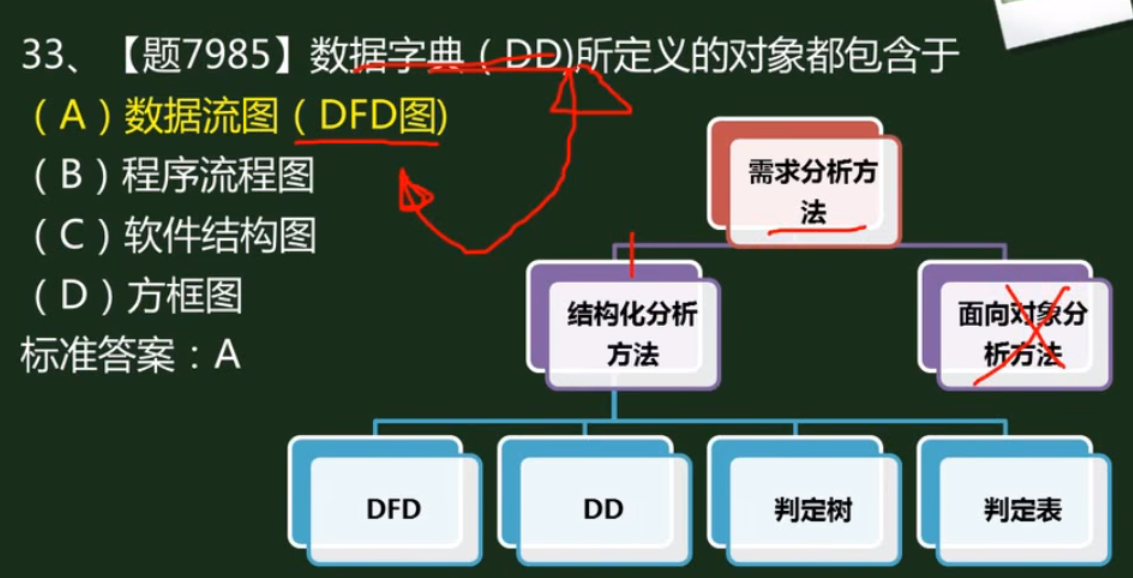 33、【题7985】数据字典（DD)所定义的对象都包含于
（A）数据流图（DFD图)
（B）程序流程图
（C）软件结构图
（D）方框图
标准答案：A
需求分析方
法
结构化分析
方法
面向对象分
析方法
DFD
DD
判定树
判定表